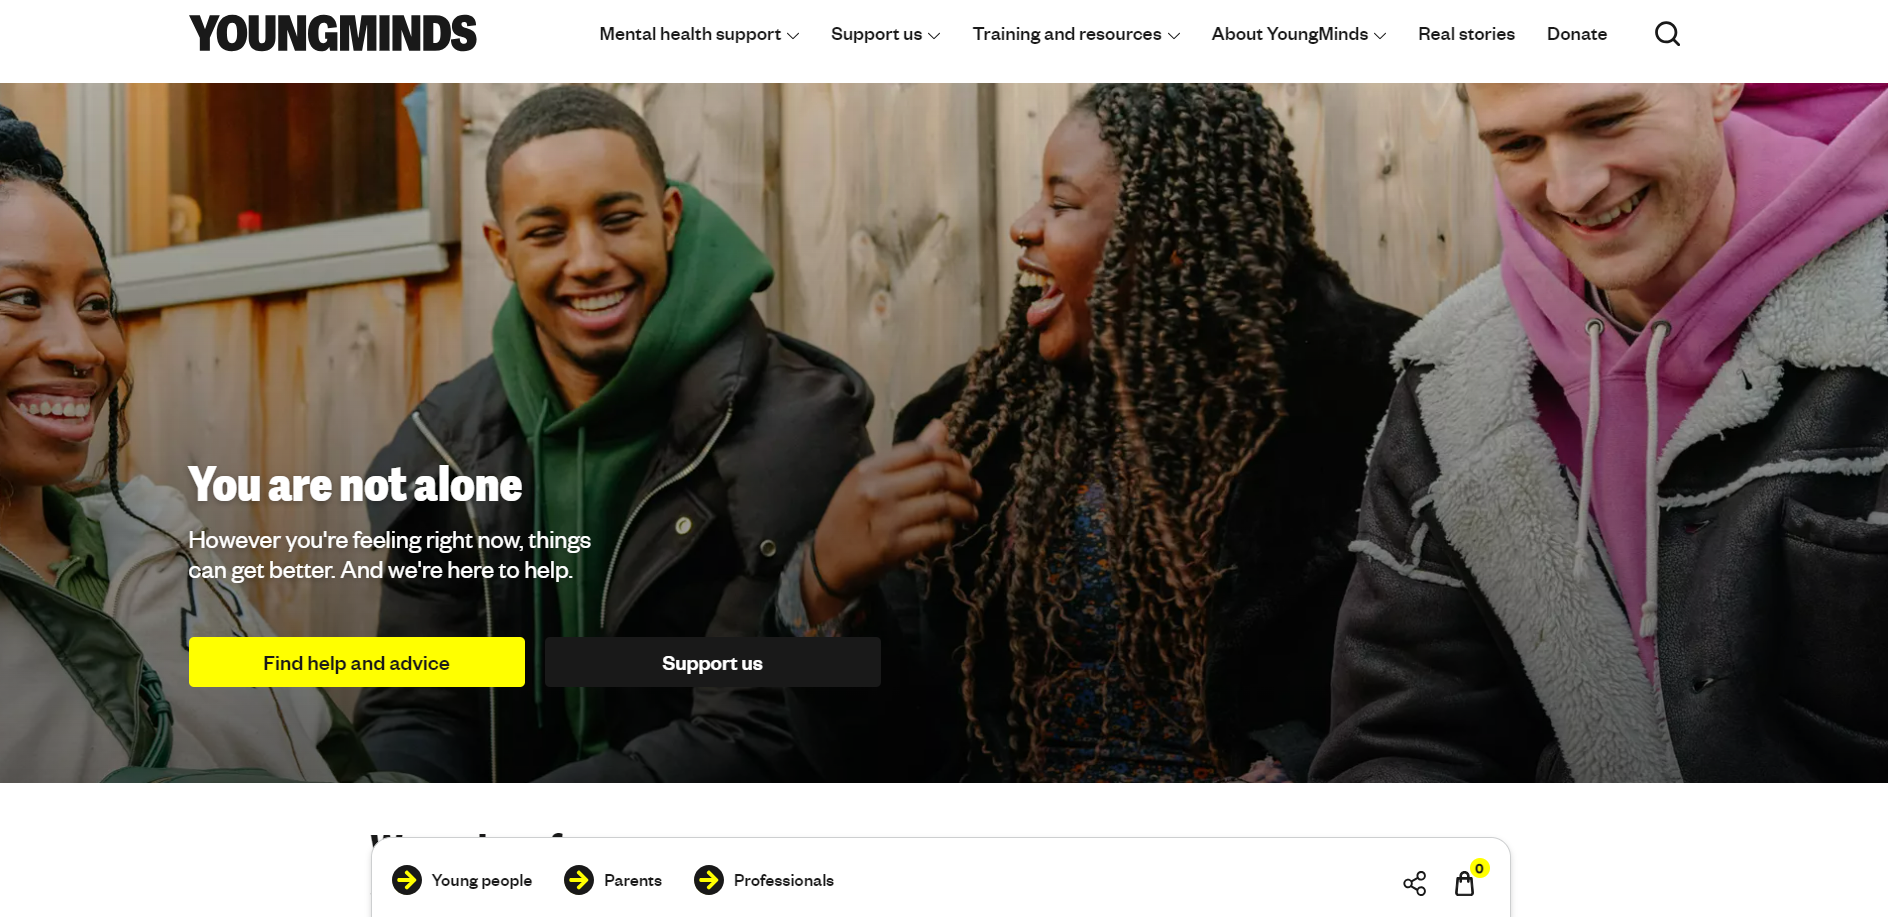 YOUNGMINDS
Mental health support
Support us
Training and resources
About YoungMinds
Real stories
Donate
You are not alone
However you're feeling right now, things
can get better. And we're here to help.
Find help and advice
Support us
Young people
Parents
Professionals
0